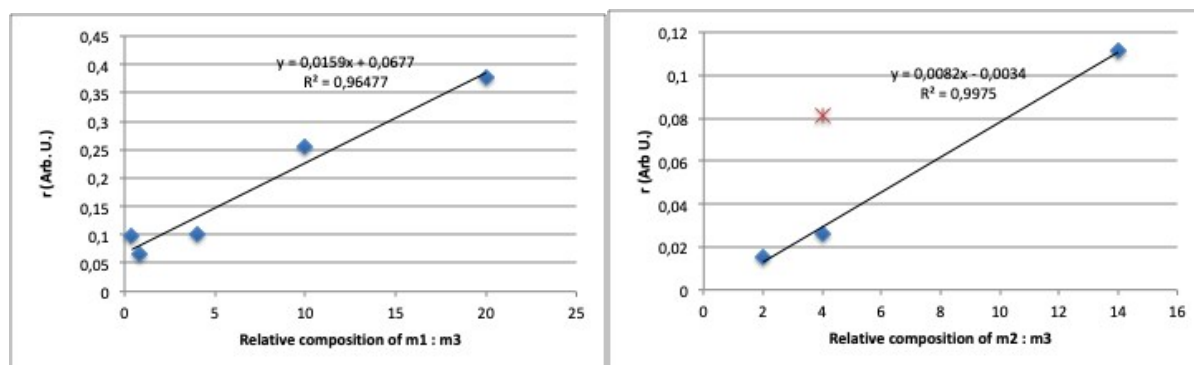 0,45
0,4
0,35
0,3
0,25
0,2
0,15
0,1
0,05
0
r (Arb. U.)
y = 0,0159x + 0,0677
R² = 0,96477
0 5 10 15 20 25
Relative composition of m1 : m3
0,12
0,1
0,08
0,06
0,04
0,02
0
r (Arb U.)
y = 0,0082x - 0,0034
R² = 0,9975
0 2 4 6 8 10 12 14 16
Relative composition of m2 : m3